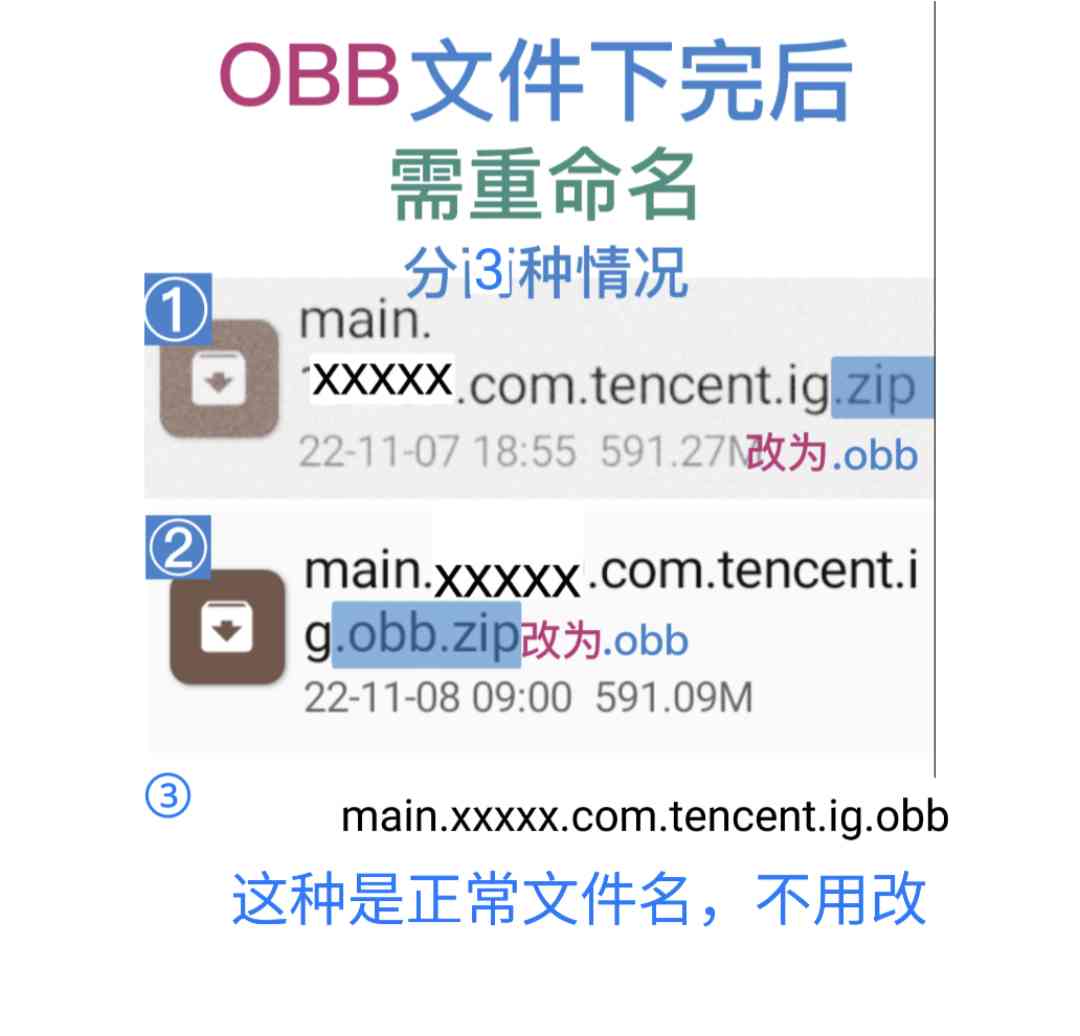 OBB文件下完后
需重命名
分3种情况
①
main.
xxxxx.com.tencent.ig.zip
22-11-07 18:55 591.27M改为.obb
②
main.xxxxx.com.tencent.i
g.obb.zip改为.obb
22-11-08 09:00 591.09M
③
main.xxxxx.com.tencent.ig.obb
这种是正常文件名，不用改